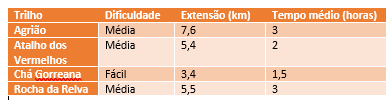 Trilho Dificuldade Extensão (km) Tempo médio (horas)
Agrião Média 7,6 3
Atalho dos Média 5,4 2
Vermelhos
Chá Gorreana Fácil 3,4 1,5
Rocha da Relva Média 5,5 3